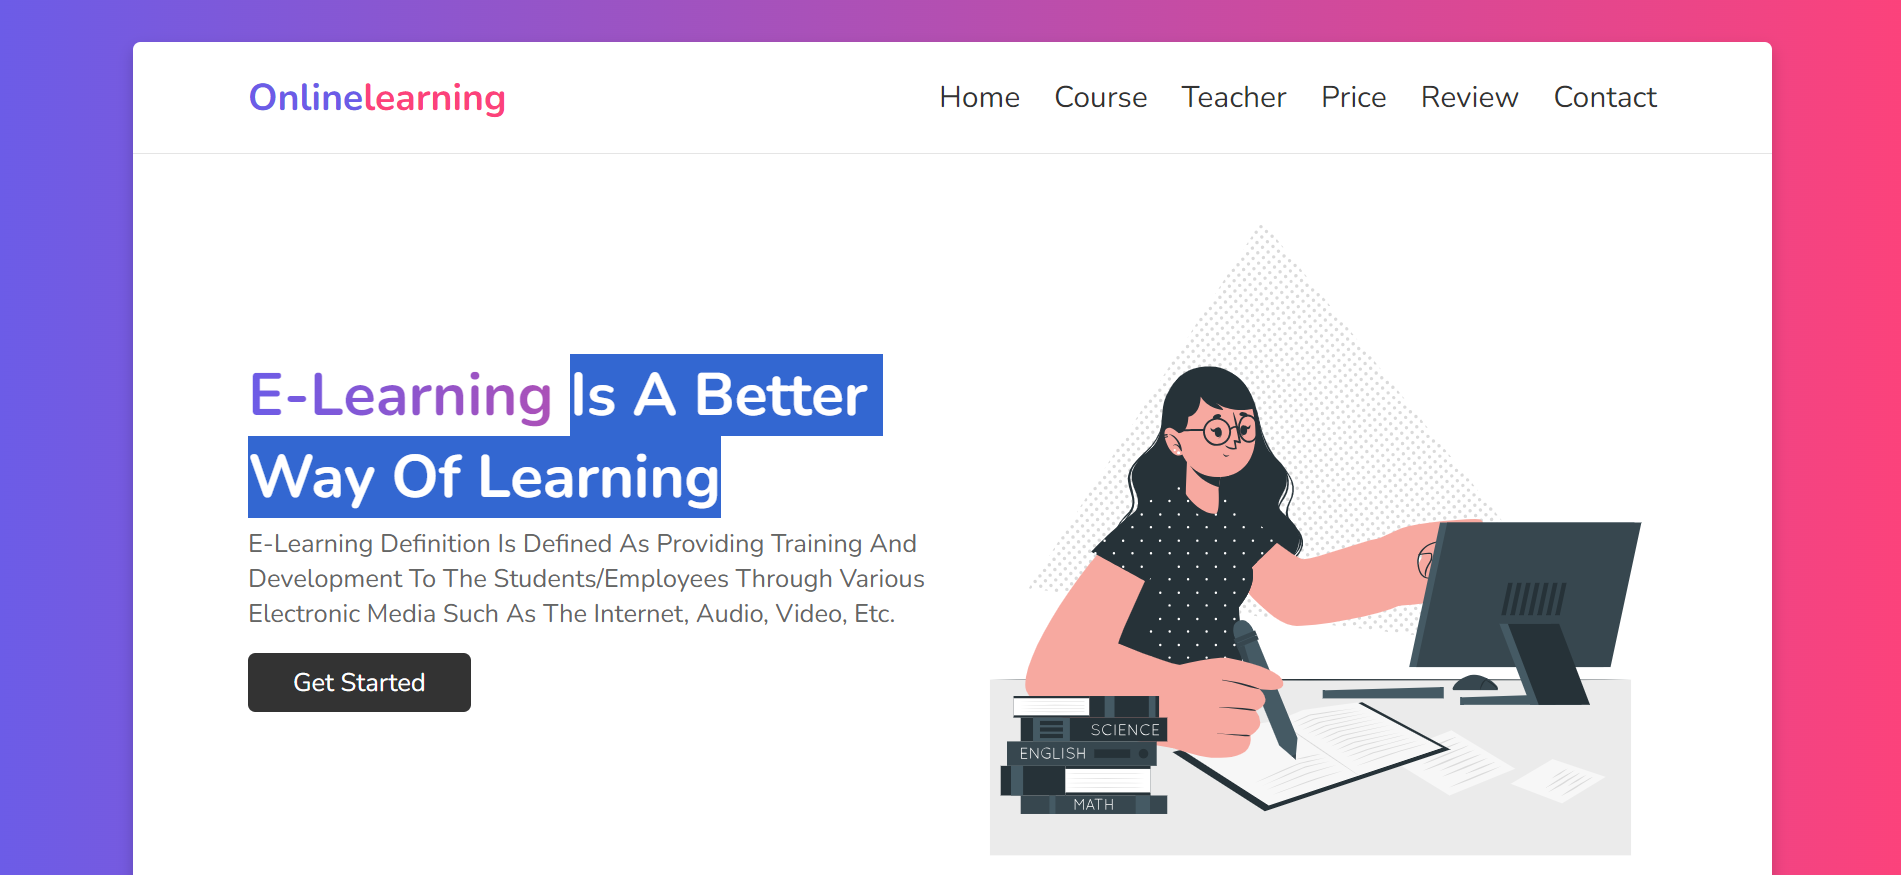 Onlinelearning
Home Course Teacher Price Review Contact
E-Learning Is A Better
Way Of Learning
E-Learning Definition Is Defined As Providing Training And
Development To The Students/Employees Through Various
Electronic Media Such As The Internet, Audio, Video, Etc.
Get Started
SCIENCE
ENGLISH
MATH